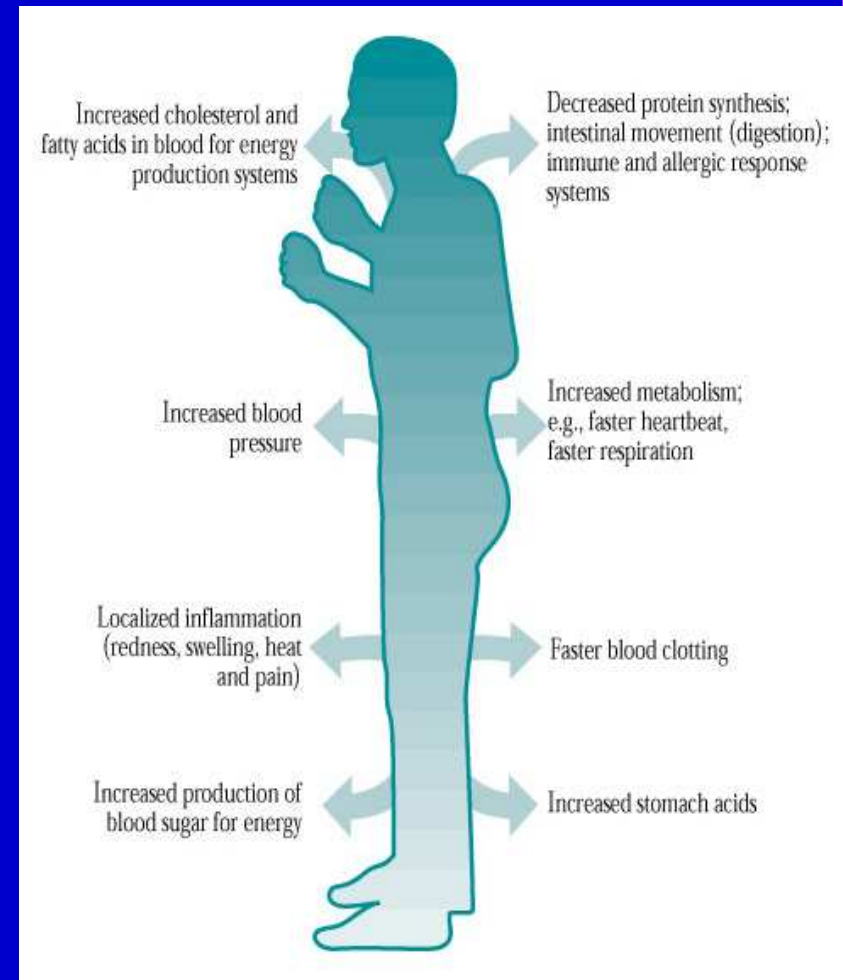 Increased cholesterol and
fatty acids in blood for energy
production systems
Decreased protein synthesis;
intestinal movement (digestion);
immune and allergic response
systems
Increased blood
pressure
Increased metabolism;
e.g., faster heartbeat,
faster respiration
Localized inflammation
(redness, swelling, heat
and pain)
Faster blood clotting
Increased production of
blood sugar for energy
Increased stomach acids